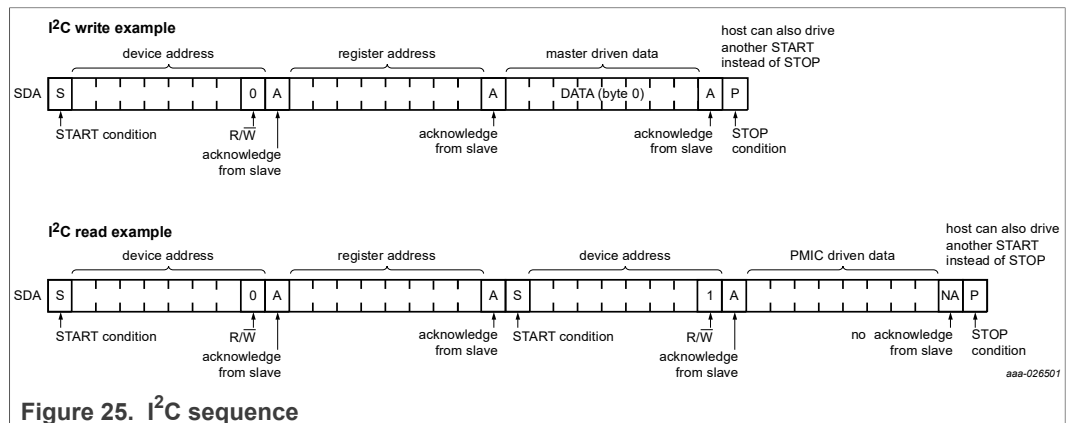 I²C write example
host can also drive
another START
instead of STOP
device address
register address
master driven data
SDA S 0 A A DATA (byte 0) A P
START condition
R/W̅
acknowledge
from slave
acknowledge
from slave
acknowledge
from slave
STOP
condition
I²C read example
host can also drive
another START
instead of STOP
device address
register address
device address
PMIC driven data
SDA S 0 A A S 1 A NA P
START condition
R/W̅
acknowledge
from slave
acknowledge
from slave
START condition
R/W̅
acknowledge
from slave
no acknowledge
from slave
STOP
condition
aaa-026501
Figure 25. I²C sequence